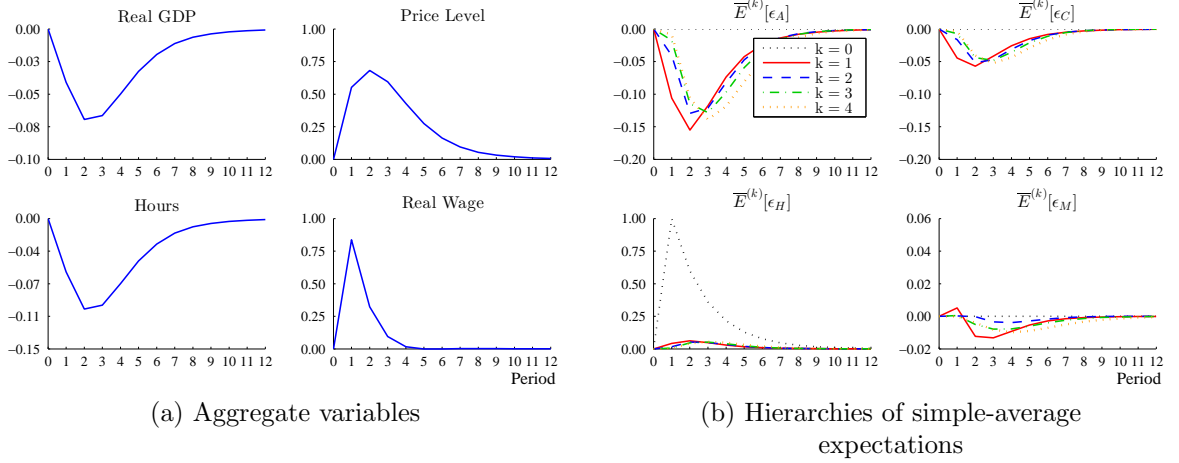 Real GDP
0.00
−0.03
−0.05
−0.08
−0.10
0 1 2 3 4 5 6 7 8 9 10 11 12
Price Level
1.00
0.75
0.50
0.25
0.00
0 1 2 3 4 5 6 7 8 9 10 11 12
Hours
0.00
−0.04
−0.07
−0.11
−0.15
0 1 2 3 4 5 6 7 8 9 10 11 12
Real Wage
1.00
0.75
0.50
0.25
0.00
0 1 2 3 4 5 6 7 8 9 10 11 12
Period
(a) Aggregate variables
E̅⁽ᵏ⁾[ϵ_A]
0.00
−0.05
−0.10
−0.15
−0.20
0 1 2 3 4 5 6 7 8 9 10 11 12
k = 0
k = 1
k = 2
k = 3
k = 4
E̅⁽ᵏ⁾[ϵ_C]
0.00
−0.05
−0.10
−0.15
−0.20
0 1 2 3 4 5 6 7 8 9 10 11 12
E̅⁽ᵏ⁾[ϵ_H]
1.00
0.75
0.50
0.25
0.00
0 1 2 3 4 5 6 7 8 9 10 11 12
E̅⁽ᵏ⁾[ϵ_M]
0.06
0.04
0.02
0.00
−0.02
0 1 2 3 4 5 6 7 8 9 10 11 12
Period
(b) Hierarchies of simple-average
expectations